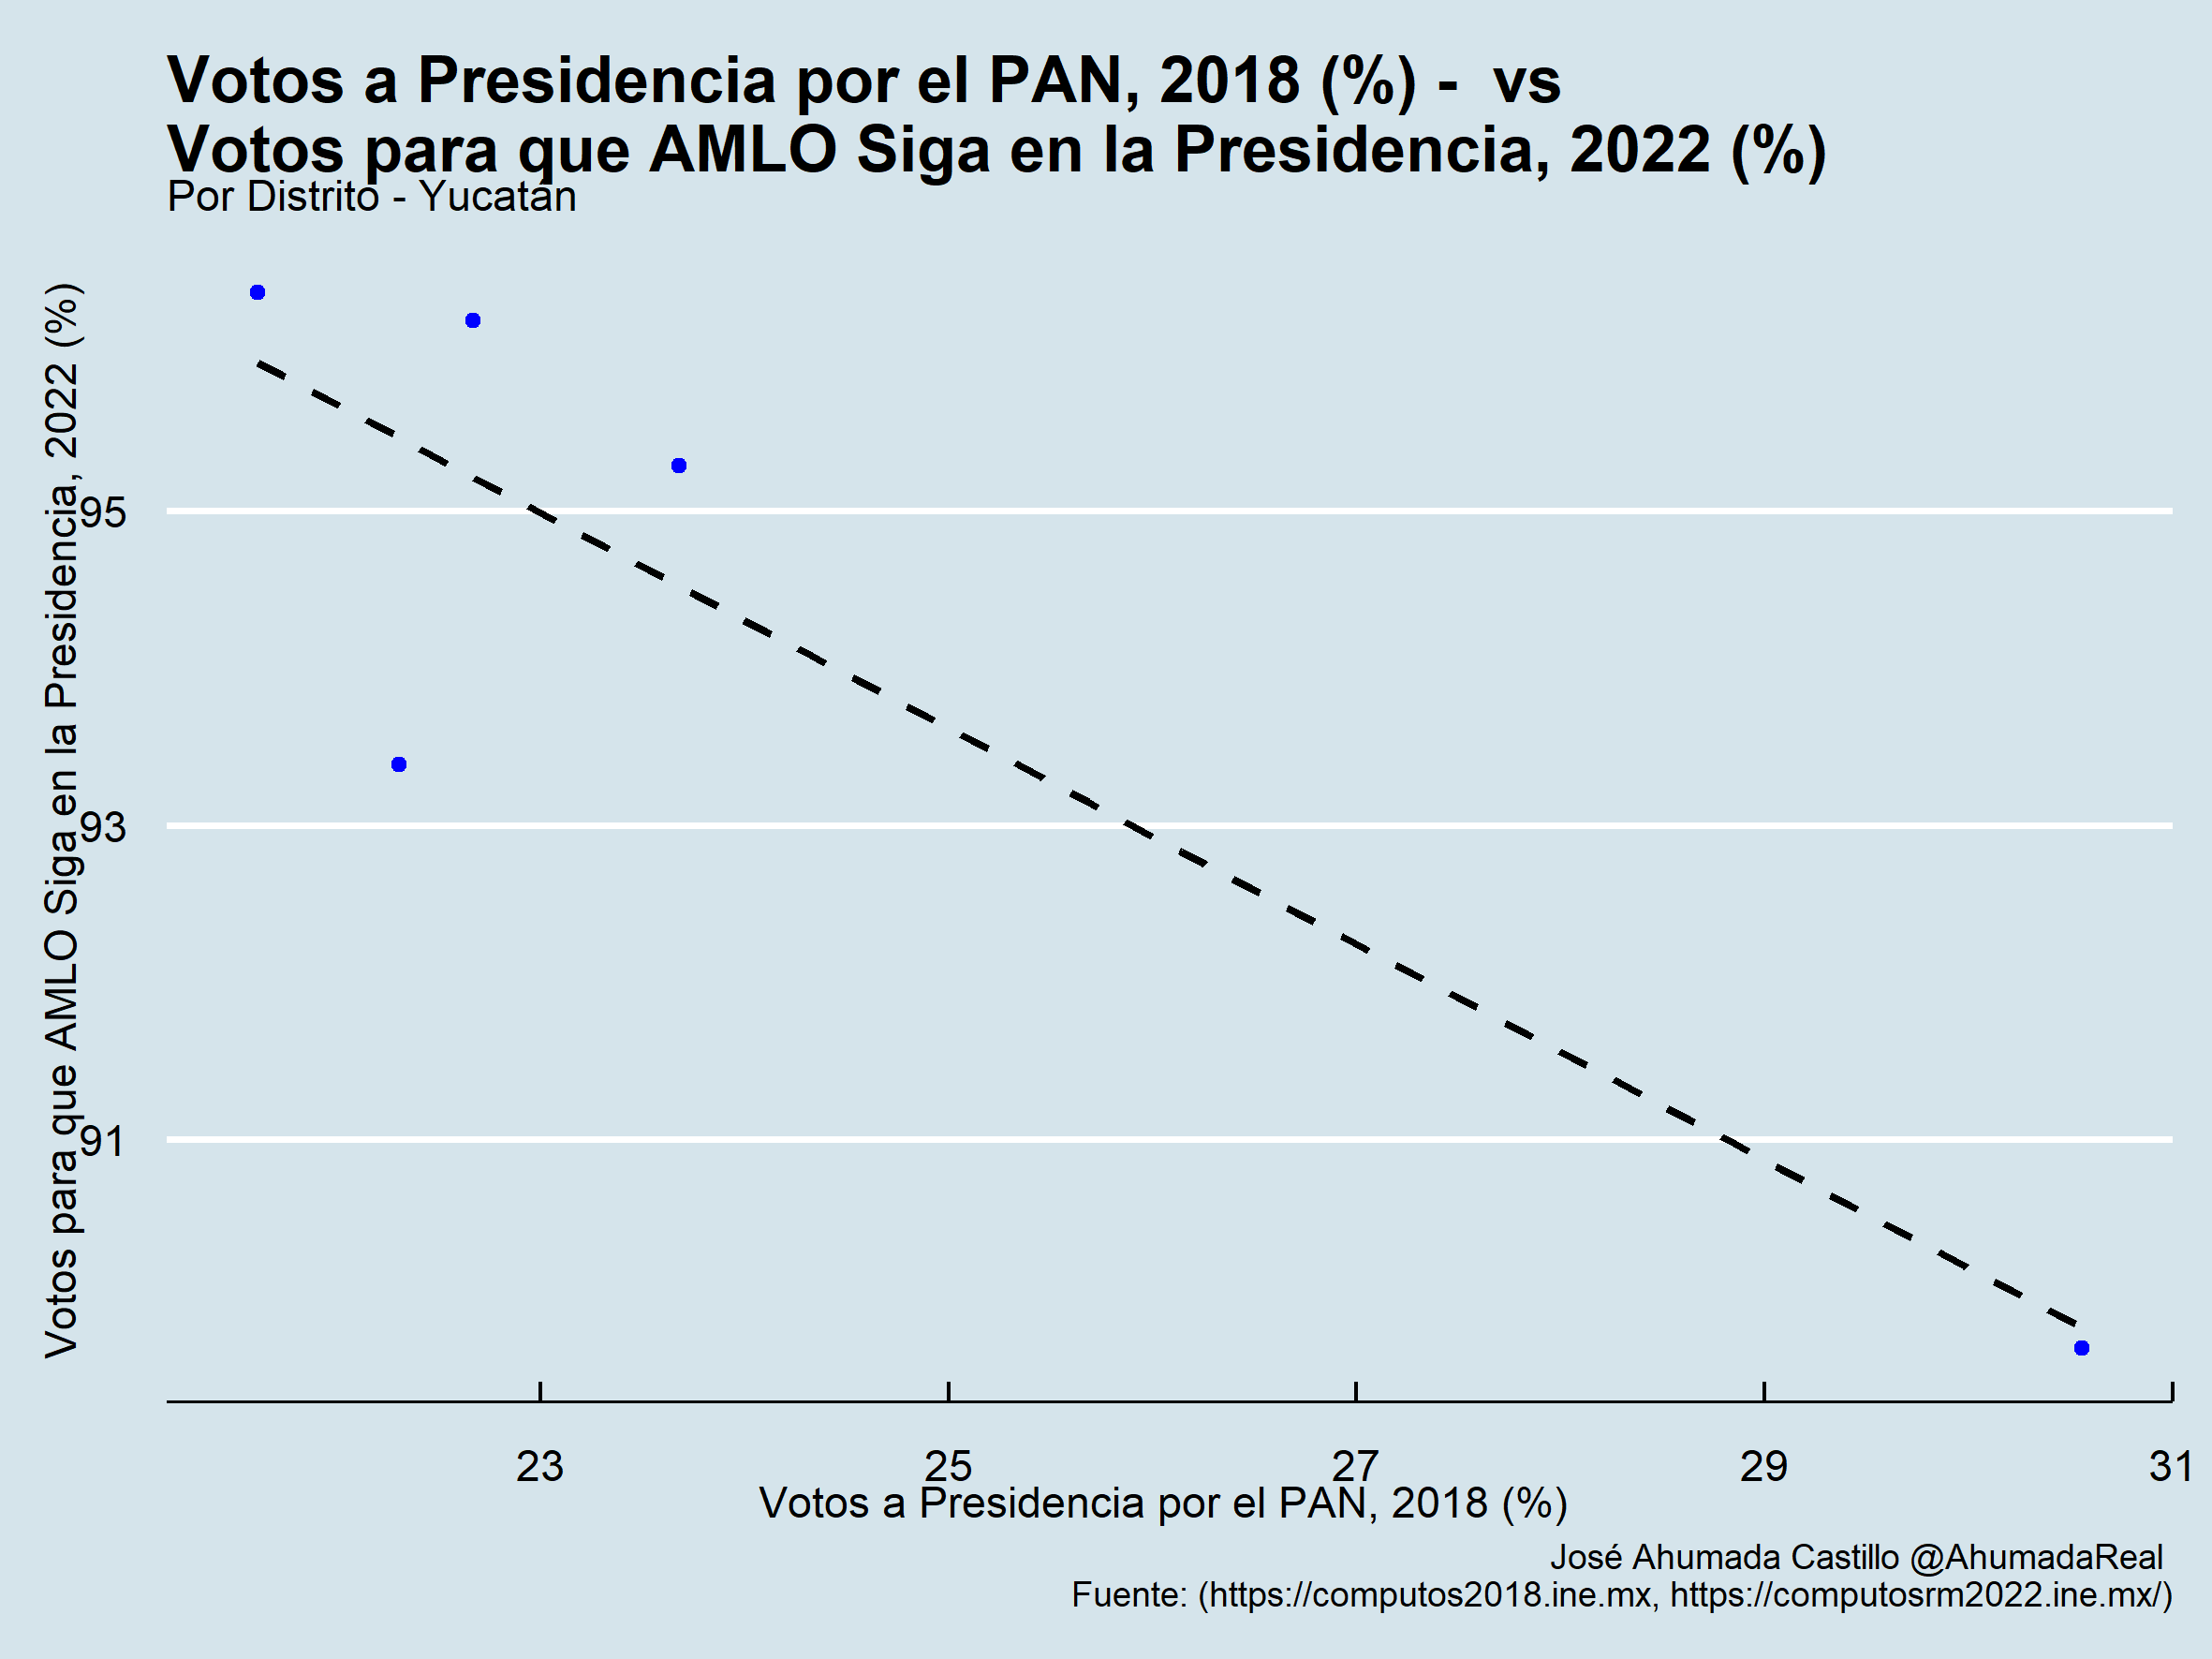 Votos a Presidencia por el PAN, 2018 (%) -  vs
Votos para que AMLO Siga en la Presidencia, 2022 (%)
Por Distrito - Yucatán
Votos para que AMLO Siga en la Presidencia, 2022 (%)
95
93
91
23
25
27
29
31
Votos a Presidencia por el PAN, 2018 (%)
José Ahumada Castillo @AhumadaReal
Fuente: (https://computos2018.ine.mx, https://computosrm2022.ine.mx/)